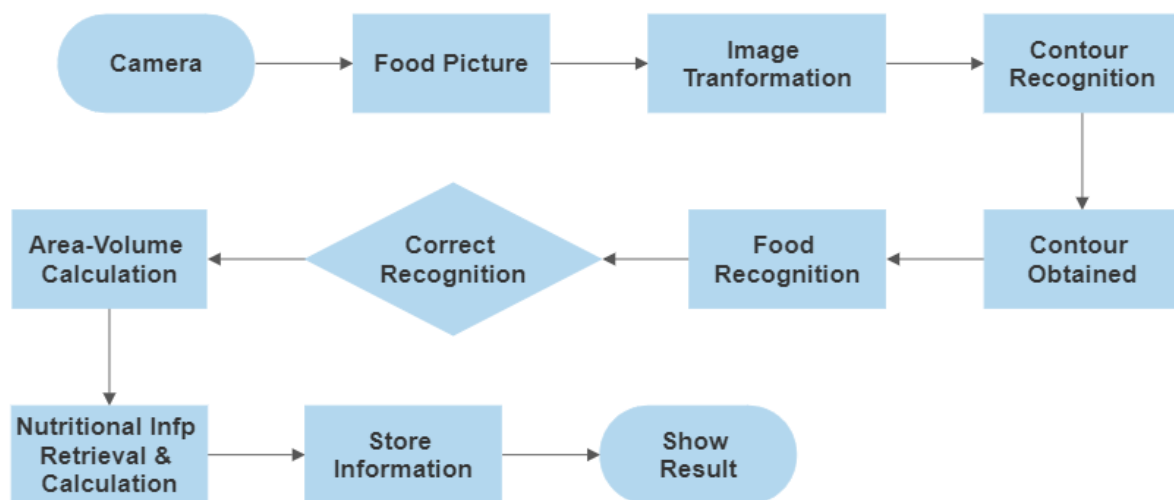 Camera
Food Picture
Image
Tranformation
Contour
Recognition
Contour
Obtained
Food
Recognition
Correct
Recognition
Area-Volume
Calculation
Nutritional Infp
Retrieval &
Calculation
Store
Information
Show
Result